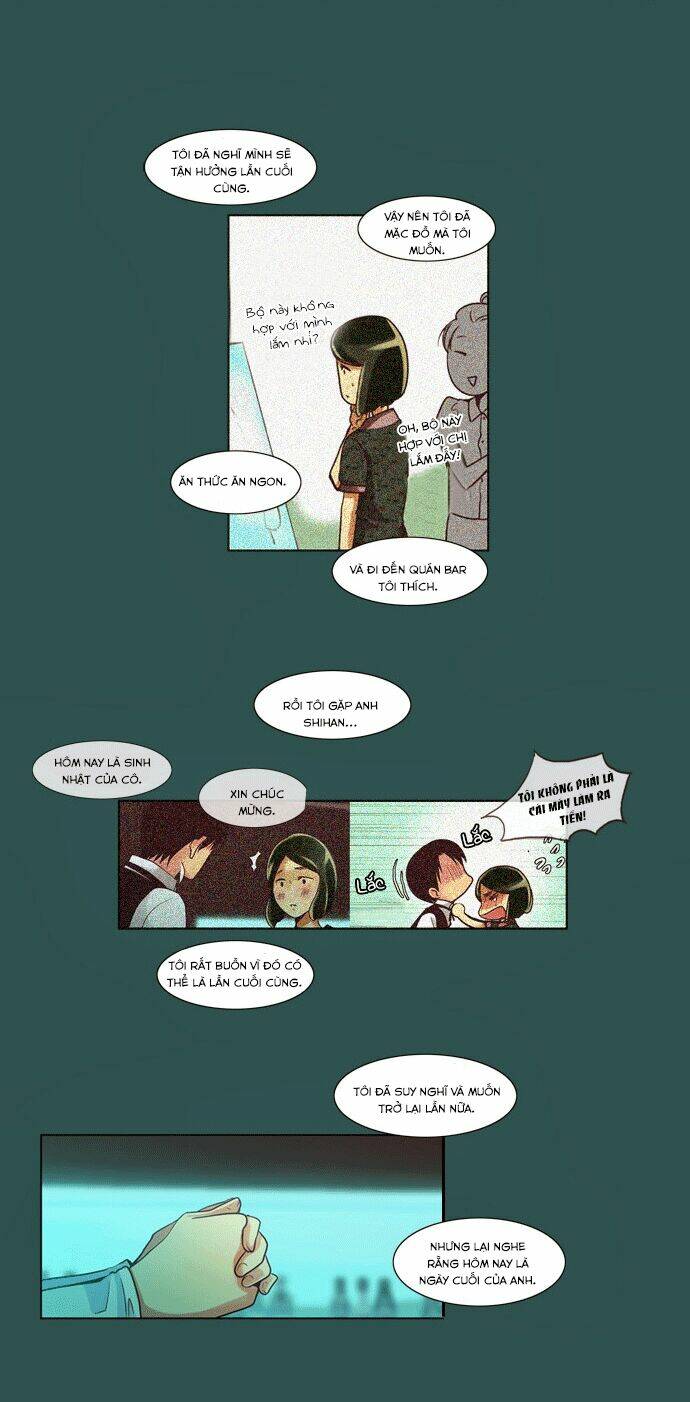 TÔI ĐÃ NGHĨ MÌNH SẼ
TẬN HƯỞNG LẦN CUỐI
CÙNG.
VẬY NÊN TÔI ĐÃ
MẶC ĐỒ MÀ TÔI
MUỐN.
BỘ NÀY KHÔNG
HỢP VỚI MÌNH
LẮM NHỈ?
OH, BỘ NÀY
HỢP VỚI CHỊ
LẮM ĐẤY!
ĂN THỨC ĂN NGON.
VÀ ĐI ĐẾN QUÁN BAR
TÔI THÍCH.
RỒI TÔI GẶP ANH
SHIHAN...
HÔM NAY LÀ SINH
NHẬT CỦA CÔ.
XIN CHÚC
MỪNG.
TÔI KHÔNG PHẢI LÀ
CÁI MÁY LÀM RA
TIỀN!
LẮC
LẮC
TÔI RẤT BUỒN VÌ ĐÓ CÓ
THỂ LÀ LẦN CUỐI CÙNG.
TÔI ĐÃ SUY NGHĨ VÀ MUỐN
TRỞ LẠI LẦN NỮA.
NHƯNG LẠI NGHE
RẰNG HÔM NAY LÀ
NGÀY CUỐI CỦA ANH.